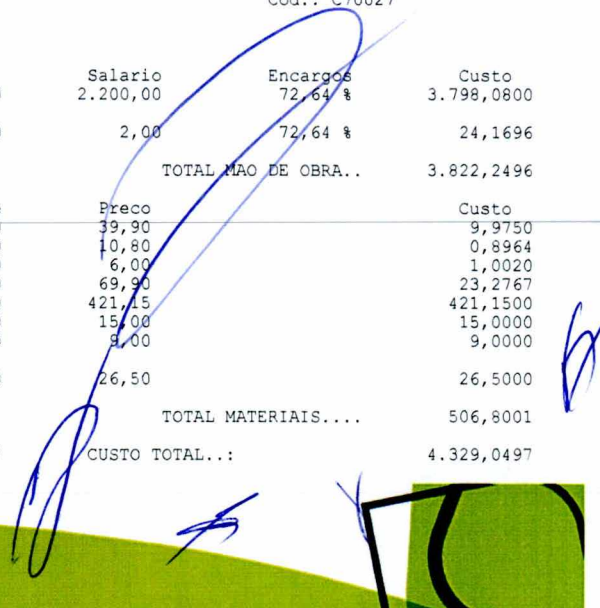 Cod.: C70027
Salario Encargos Custo
2.200,00 72,64 % 3.798,0800
2,00 72,64 % 24,1696
TOTAL MAO DE OBRA.. 3.822,2496
Preco Custo
39,90 9,9750
10,80 0,8964
6,00 1,0020
69,90 23,2767
421,15 421,1500
15,00 15,0000
9,00 9,0000
26,50 26,5000
TOTAL MATERIAIS.... 506,8001
CUSTO TOTAL..: 4.329,0497